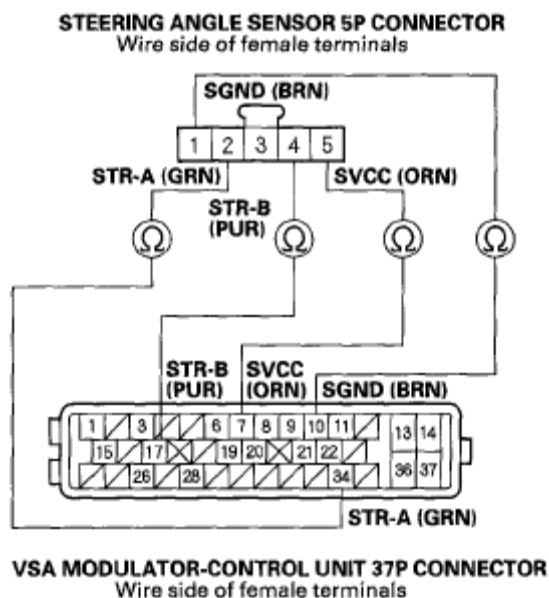 STEERING ANGLE SENSOR 5P CONNECTOR
Wire side of female terminals
SGND (BRN)
1 2 3 4 5
STR-A (GRN)
SVCC (ORN)
STR-B
(PUR)
Ω Ω Ω Ω
STR-B
(PUR)
SVCC
(ORN)
SGND (BRN)
1 3 6 7 8 9 10 11 13 14
15 17 19 20 21 22
26 28 34 36 37
STR-A (GRN)
VSA MODULATOR-CONTROL UNIT 37P CONNECTOR
Wire side of female terminals